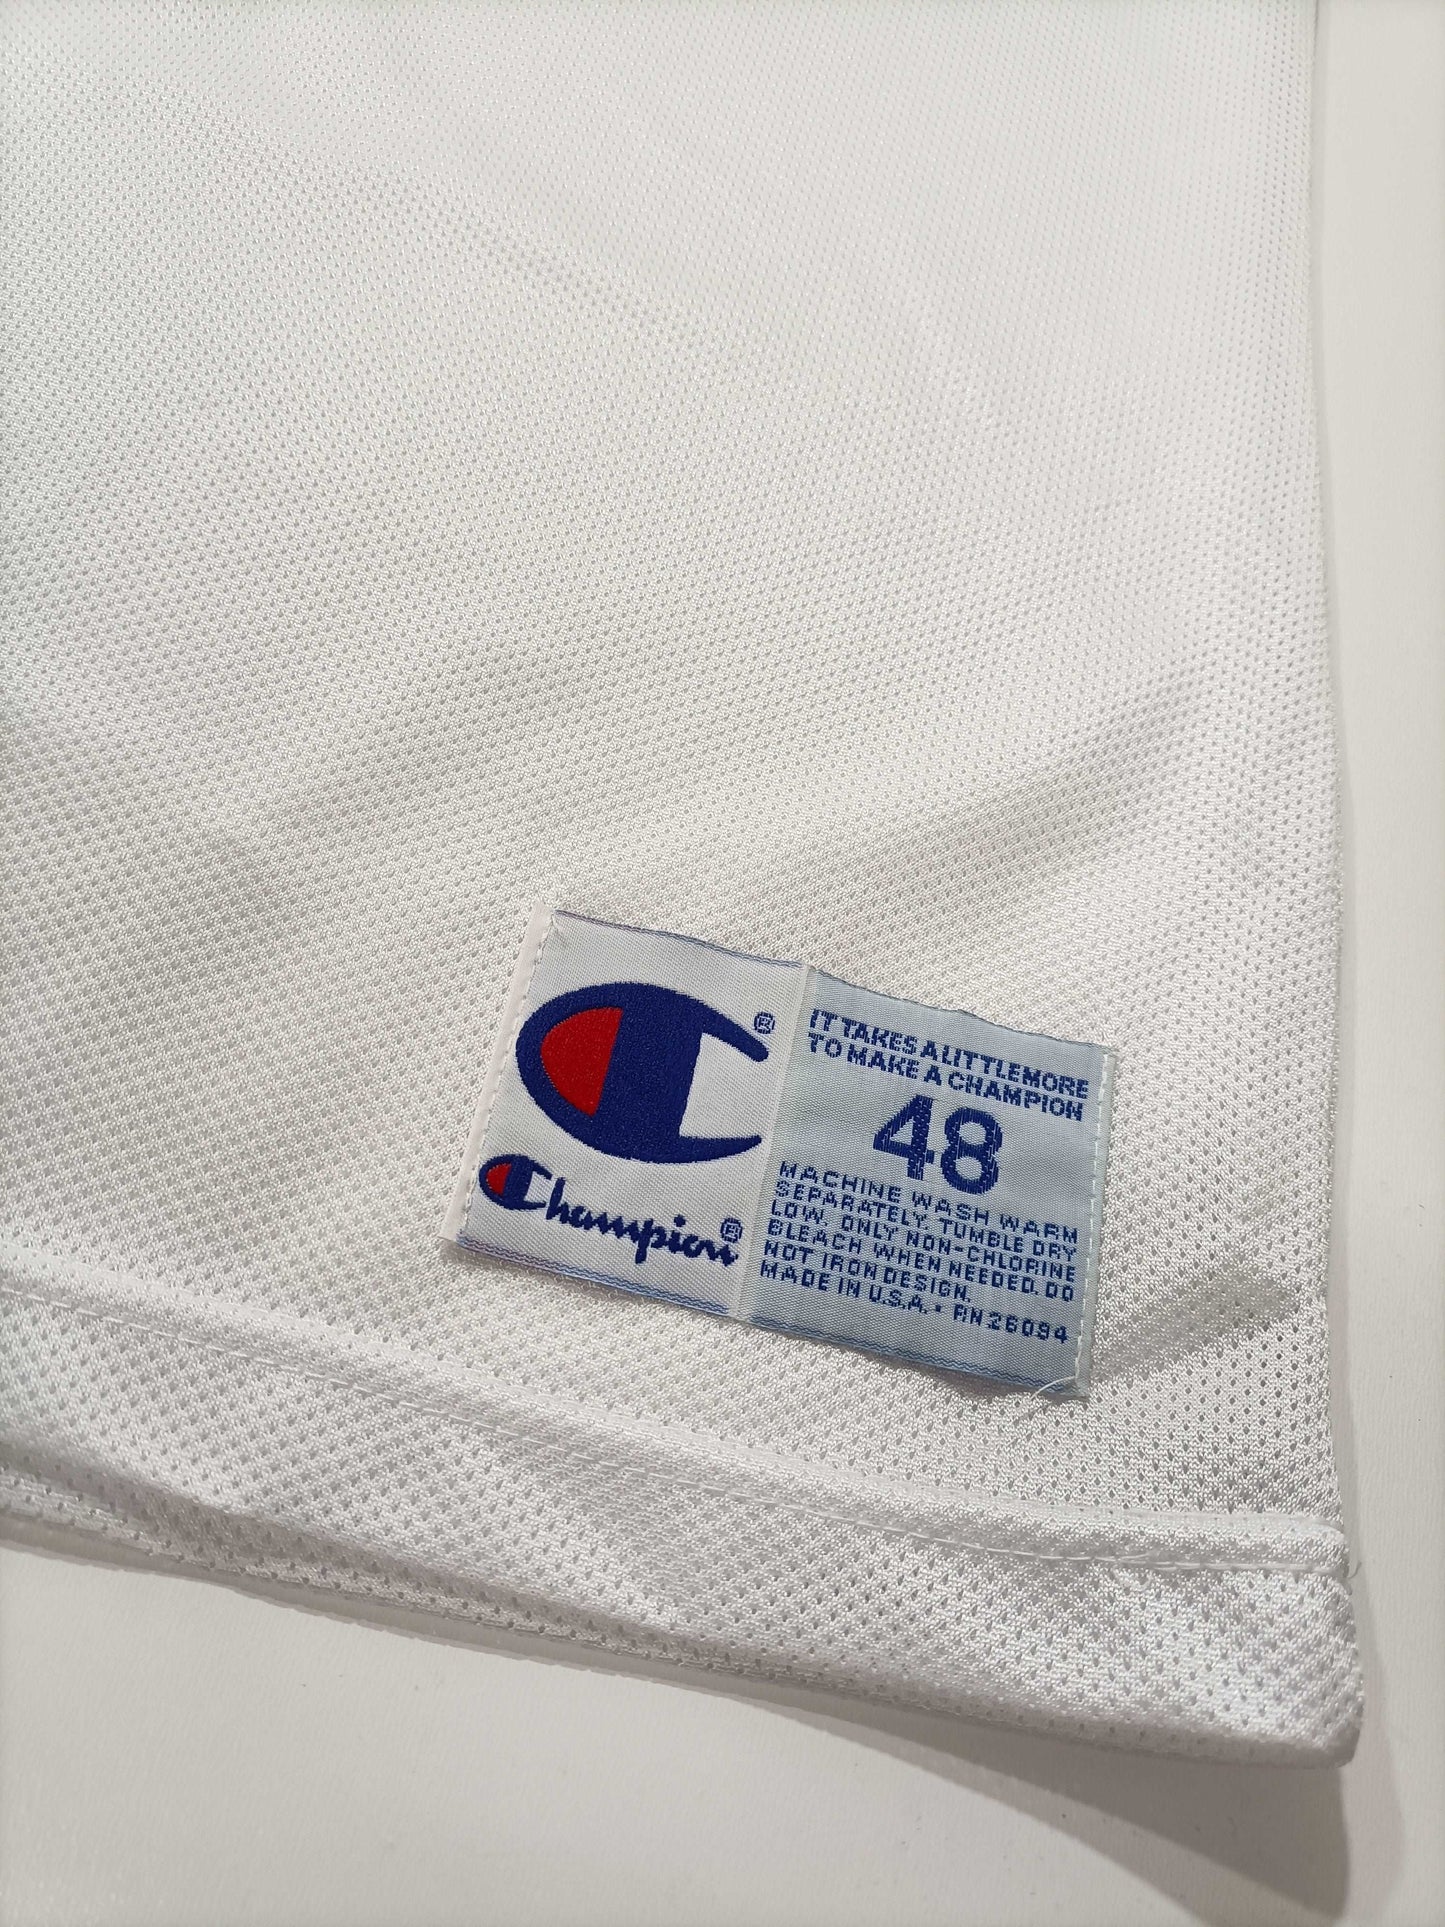 ®
Champion®
IT TAKES A LITTLE MORE
TO MAKE A CHAMPION
48
MACHINE WASH WARM
SEPARATELY. TUMBLE DRY
LOW. ONLY NON-CHLORINE
BLEACH WHEN NEEDED. DO
NOT IRON DESIGN.
MADE IN U.S.A. • RN 26094